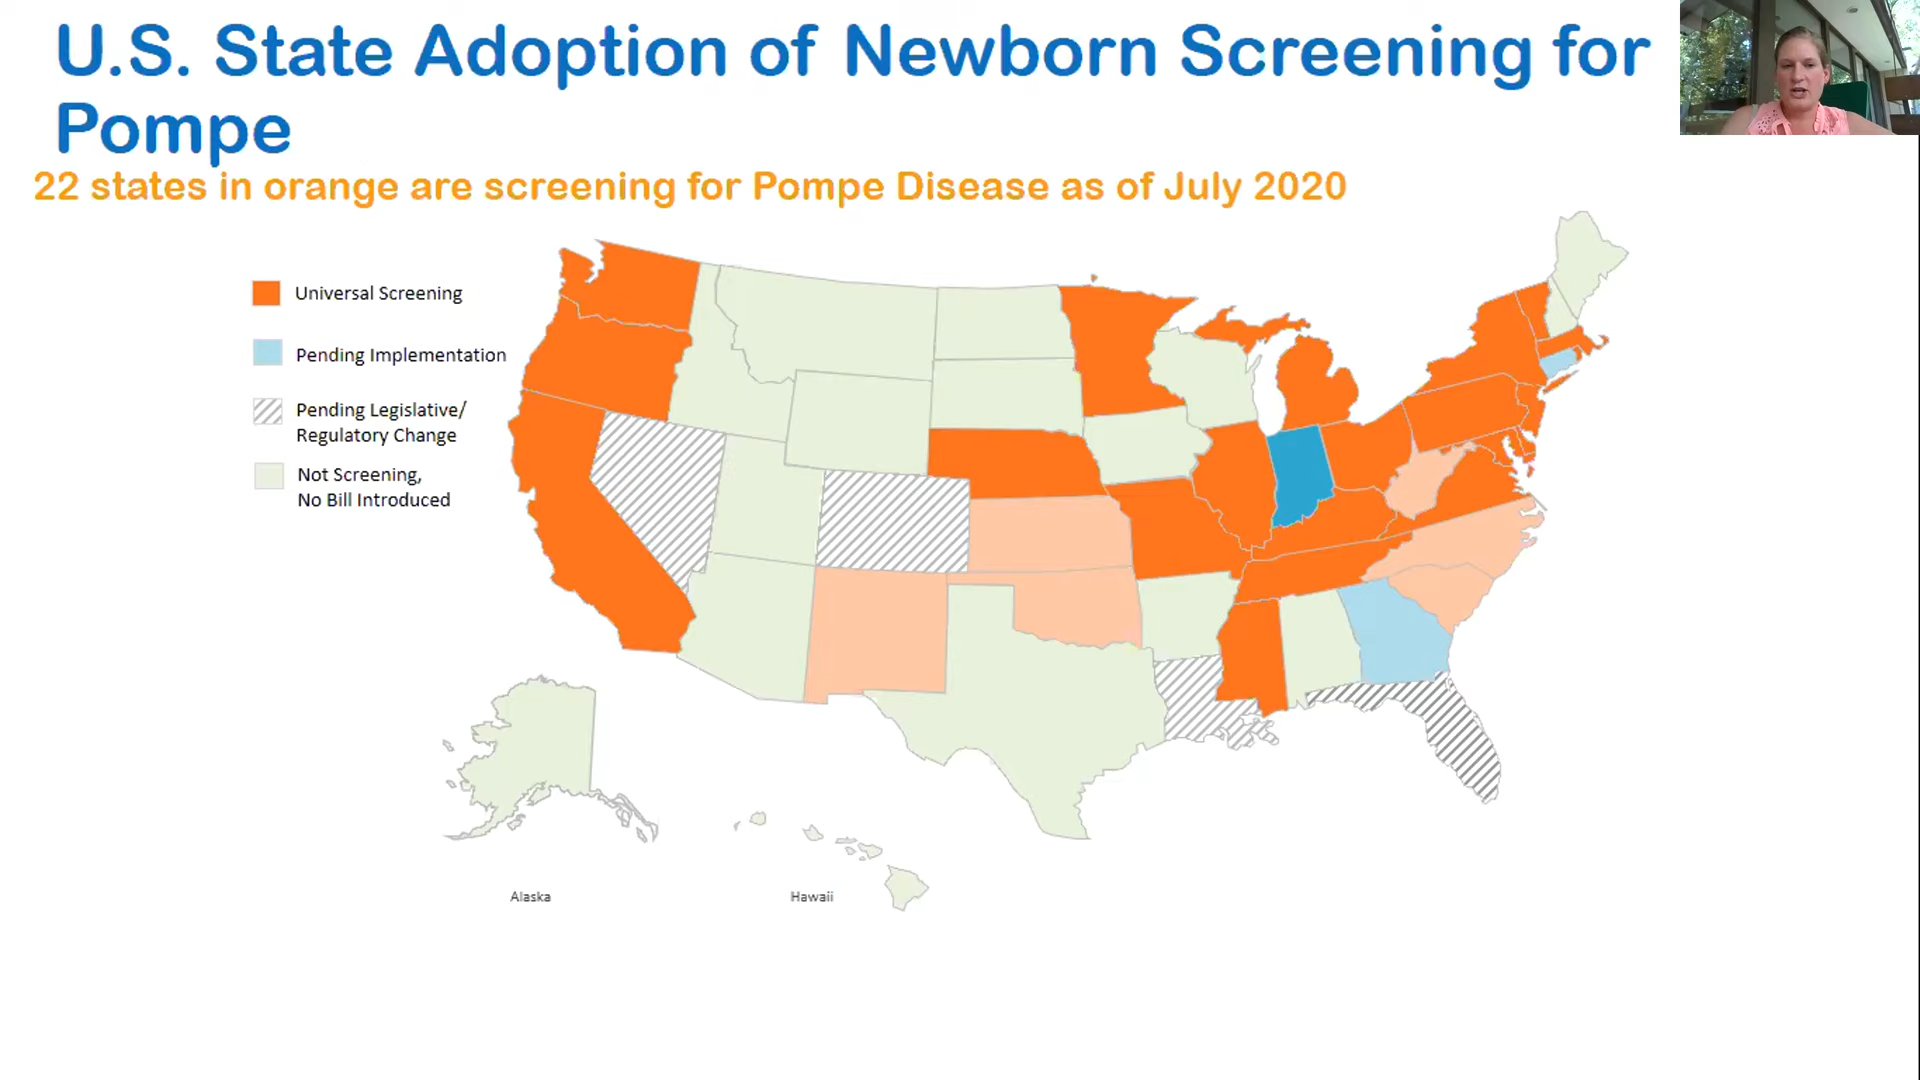 U.S. State Adoption of Newborn Screening for
Pompe
22 states in orange are screening for Pompe Disease as of July 2020
Universal Screening
Pending Implementation
Pending Legislative/
Regulatory Change
Not Screening,
No Bill Introduced
Alaska
Hawaii